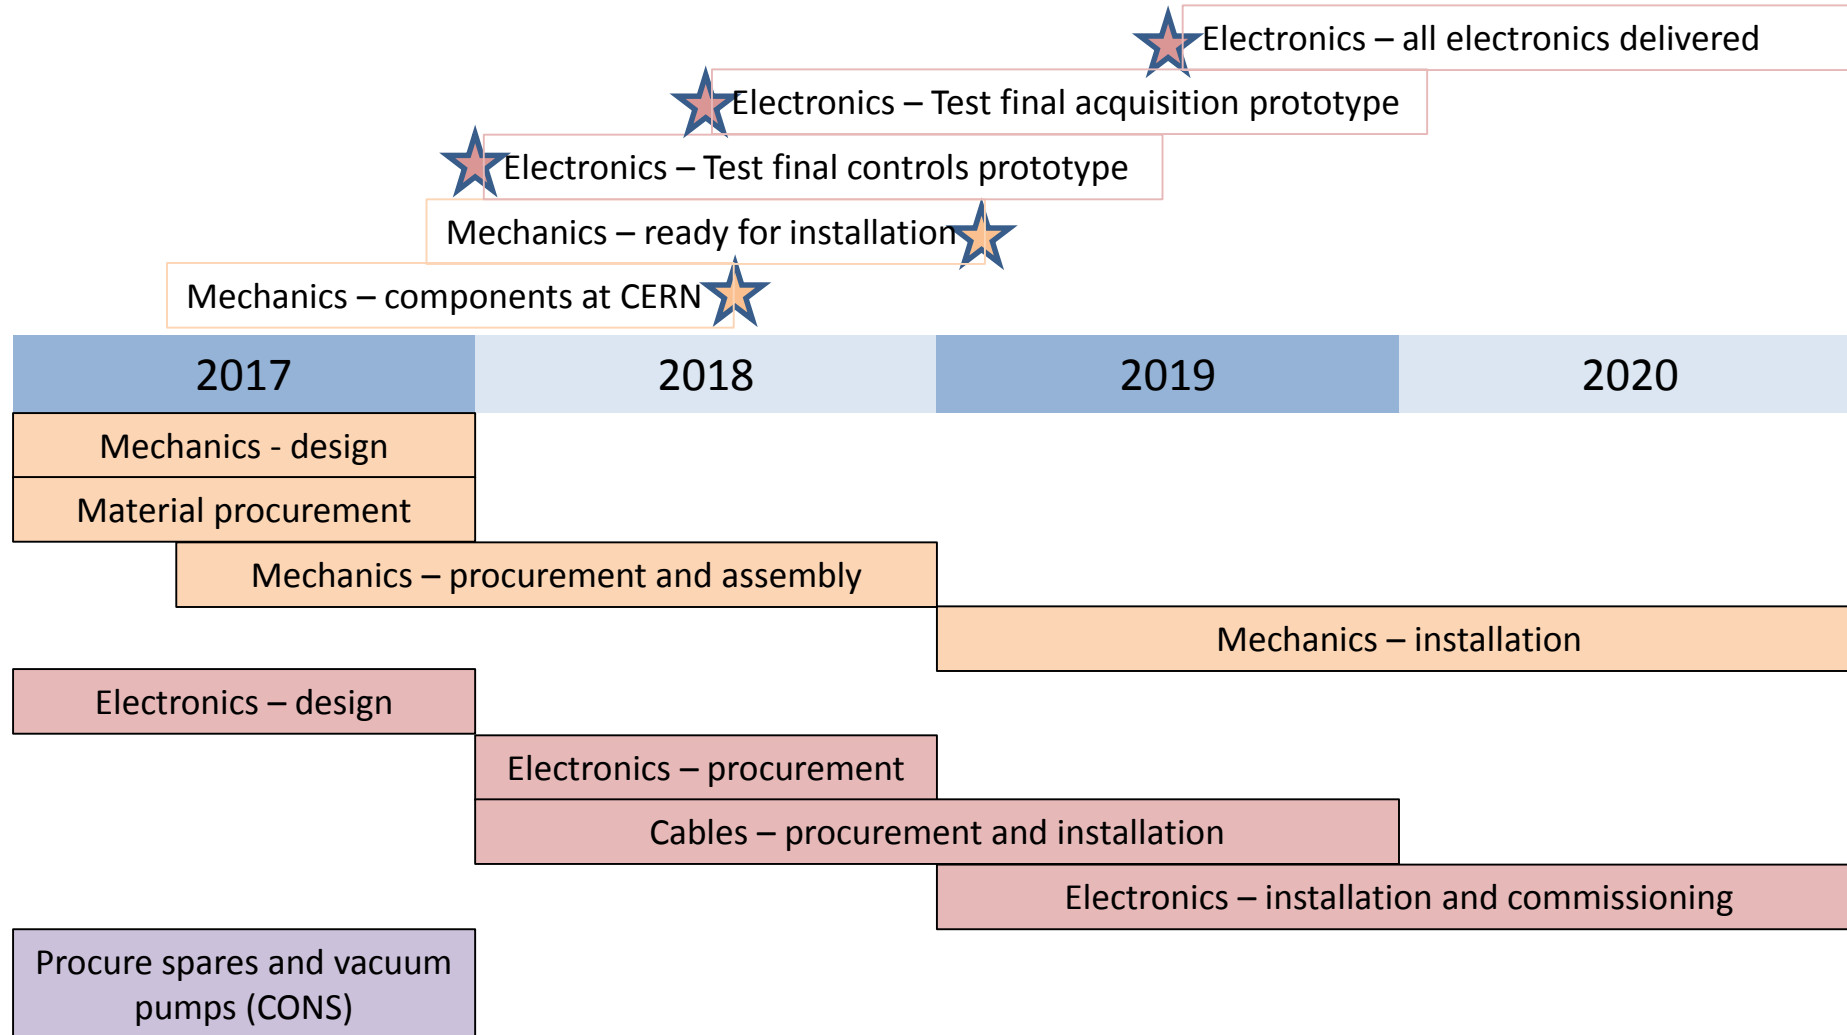 Electronics – all electronics delivered
Electronics – Test final acquisition prototype
Electronics – Test final controls prototype
Mechanics – ready for installation
Mechanics – components at CERN
2017 2018 2019 2020
Mechanics - design
Material procurement
Mechanics – procurement and assembly
Mechanics – installation
Electronics – design
Electronics – procurement
Cables – procurement and installation
Electronics – installation and commissioning
Procure spares and vacuum
pumps (CONS)